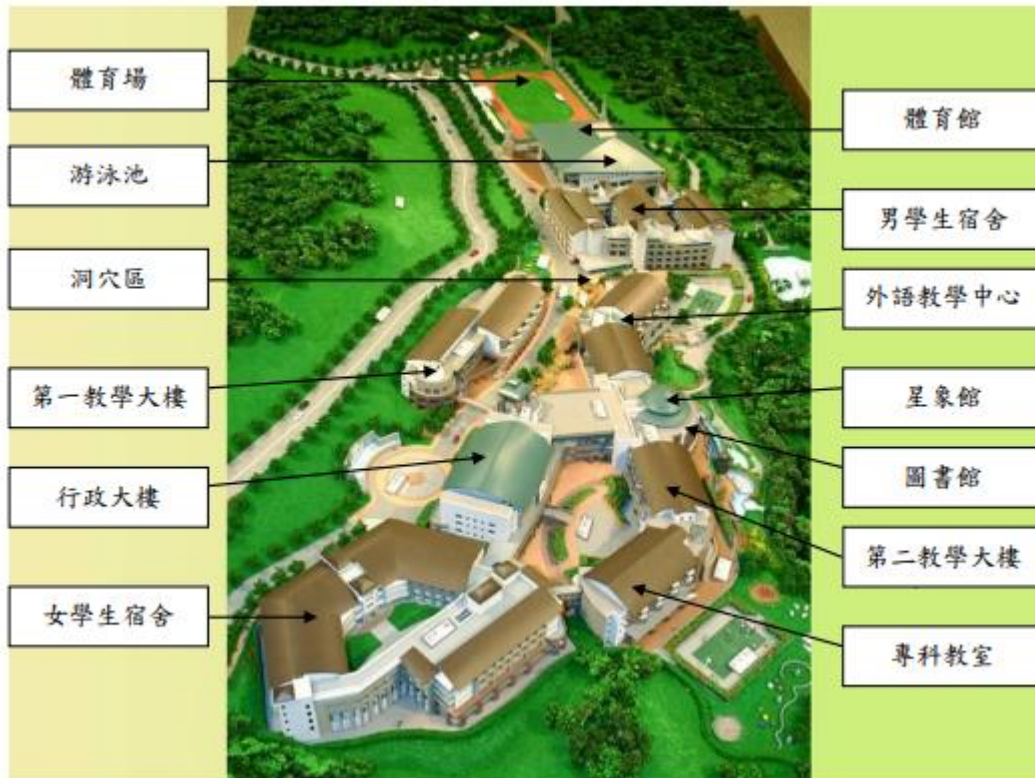 體育場
游泳池
洞穴區
第一教學大樓
行政大樓
女學生宿舍
體育館
男學生宿舍
外語教學中心
星象館
圖書館
第二教學大樓
專科教室